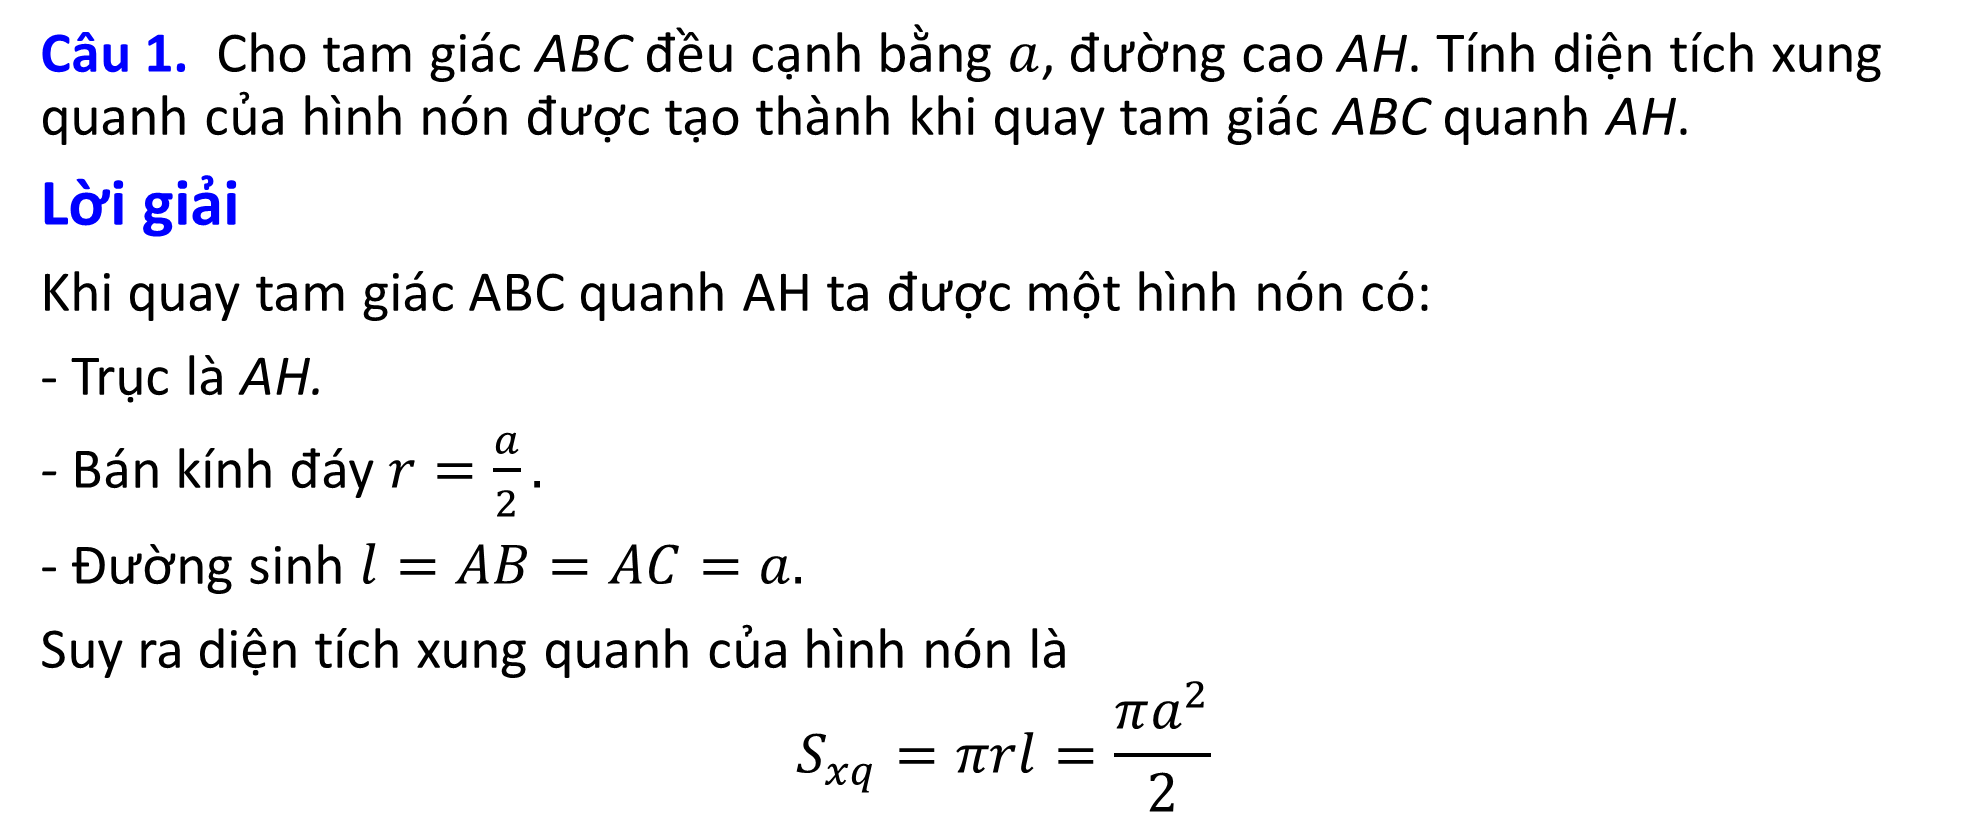 Câu 1. Cho tam giác ABC đều cạnh bằng a, đường cao AH. Tính diện tích xung
quanh của hình nón được tạo thành khi quay tam giác ABC quanh AH.
Lời giải
Khi quay tam giác ABC quanh AH ta được một hình nón có:
- Trục là AH.
- Bán kính đáy r = a/2.
- Đường sinh l = AB = AC = a.
Suy ra diện tích xung quanh của hình nón là
S_xq = πrl = πa²/2